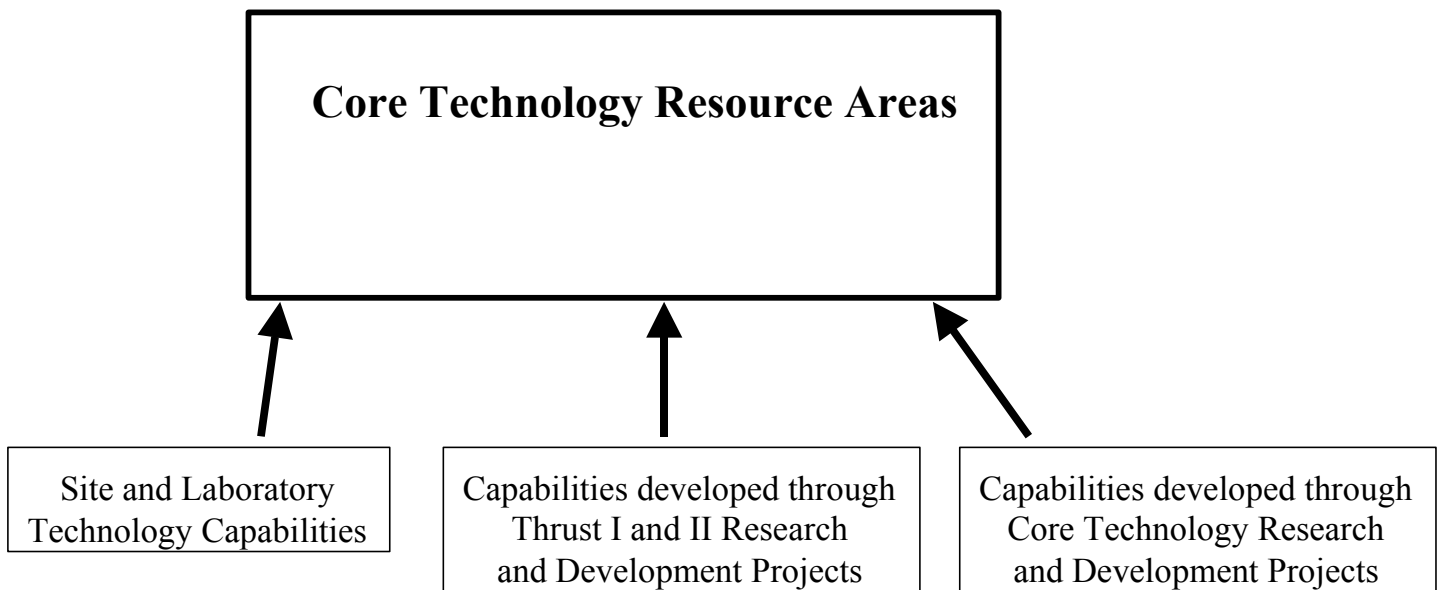 Core Technology Resource Areas
Site and Laboratory
Technology Capabilities
Capabilities developed through
Thrust I and II Research
and Development Projects
Capabilities developed through
Core Technology Research
and Development Projects